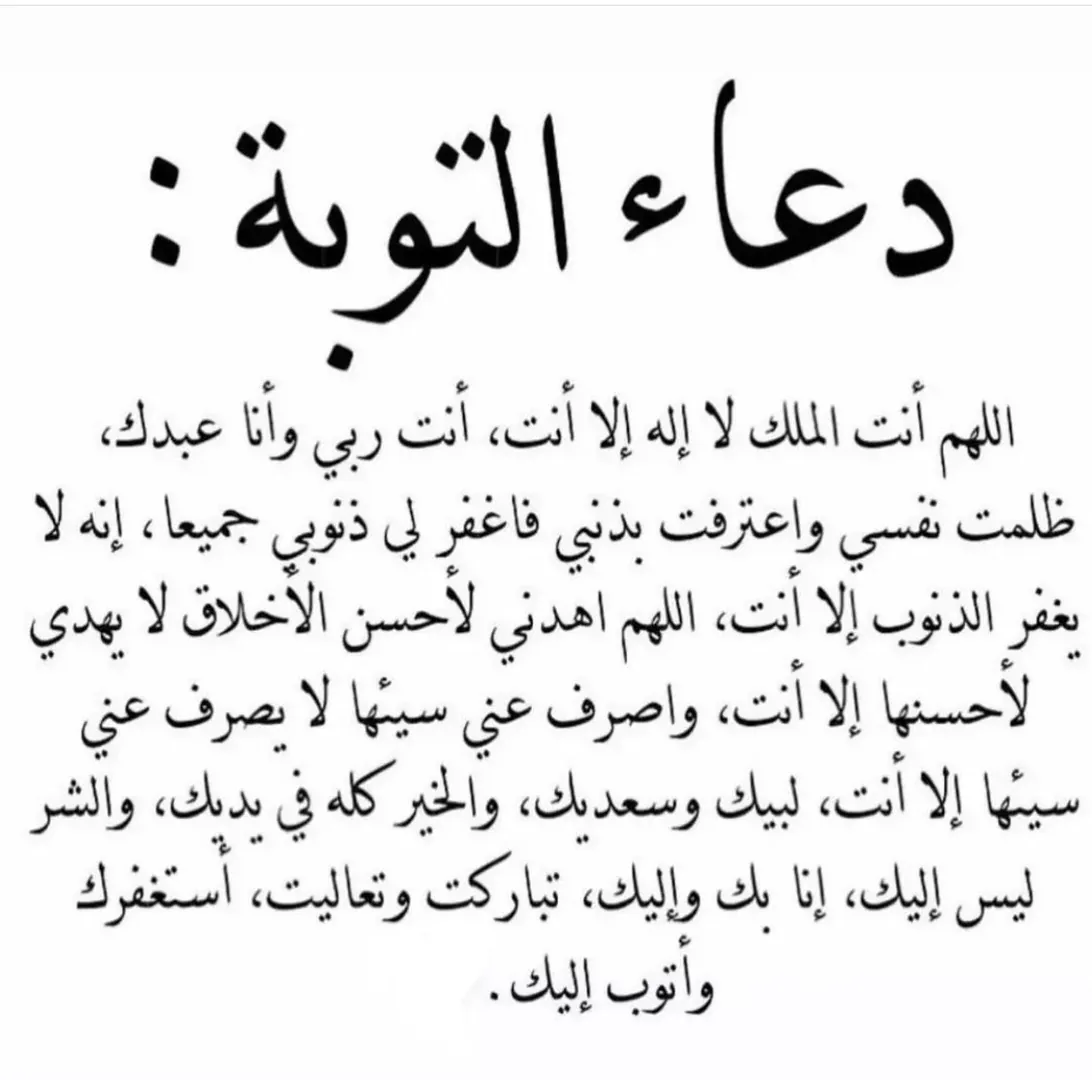 دعاء التوبة :
اللهم أنت الملك لا إله إلا أنت، أنت ربي وأنا عبدك،
ظلمت نفسي واعترفت بذنبي فاغفر لي ذنوبي جميعا، إنه لا
يغفر الذنوب إلا أنت، اللهم اهدني لأحسن الأخلاق لا يهدي
لأحسنها إلا أنت، واصرف عني سيئها لا يصرف عني
سيئها إلا أنت، لبيك وسعديك، والخير كله في يديك، والشر
ليس إليك، إنا بك وإليك، تباركت وتعاليت، أستغفرك
وأتوب إليك.